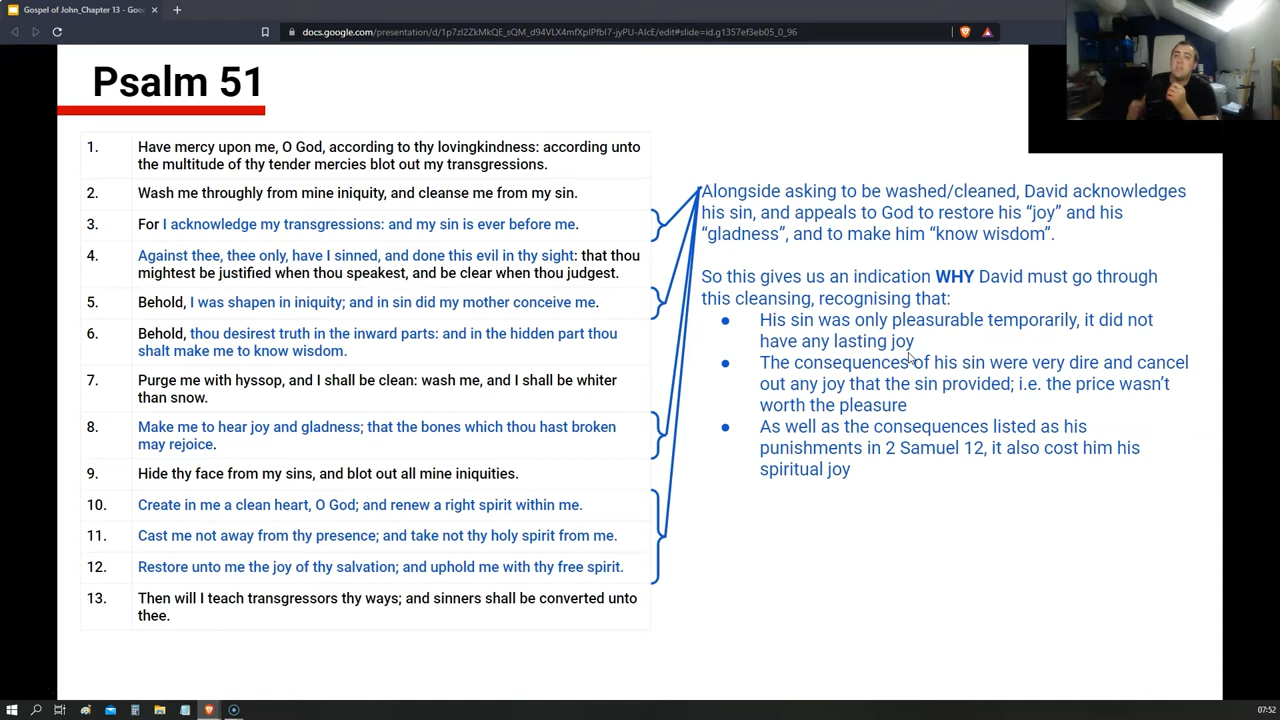 Gospel of John_Chapter 13 - Goo
docs.google.com/presentation/d/1p7zl2ZkMkQE_sQM_d94VLX4mfXpIPfbI7-jyPU-AIcE/edit#slide=id.g1357ef3eb05_0_96
Psalm 51
1. Have mercy upon me, O God, according to thy lovingkindness: according unto
the multitude of thy tender mercies blot out my transgressions.
2. Wash me throughly from mine iniquity, and cleanse me from my sin.
3. For I acknowledge my transgressions: and my sin is ever before me.
4. Against thee, thee only, have I sinned, and done this evil in thy sight: that thou
mightest be justified when thou speakest, and be clear when thou judgest.
5. Behold, I was shapen in iniquity; and in sin did my mother conceive me.
6. Behold, thou desirest truth in the inward parts: and in the hidden part thou
shalt make me to know wisdom.
7. Purge me with hyssop, and I shall be clean: wash me, and I shall be whiter
than snow.
8. Make me to hear joy and gladness; that the bones which thou hast broken
may rejoice.
9. Hide thy face from my sins, and blot out all mine iniquities.
10. Create in me a clean heart, O God; and renew a right spirit within me.
11. Cast me not away from thy presence; and take not thy holy spirit from me.
12. Restore unto me the joy of thy salvation; and uphold me with thy free spirit.
13. Then will I teach transgressors thy ways; and sinners shall be converted unto
thee.
Alongside asking to be washed/cleaned, David acknowledges
his sin, and appeals to God to restore his “joy” and his
“gladness”, and to make him “know wisdom”.
So this gives us an indication WHY David must go through
this cleansing, recognising that:
● His sin was only pleasurable temporarily, it did not
have any lasting joy
● The consequences of his sin were very dire and cancel
out any joy that the sin provided; i.e. the price wasn’t
worth the pleasure
● As well as the consequences listed as his
punishments in 2 Samuel 12, it also cost him his
spiritual joy
07:52